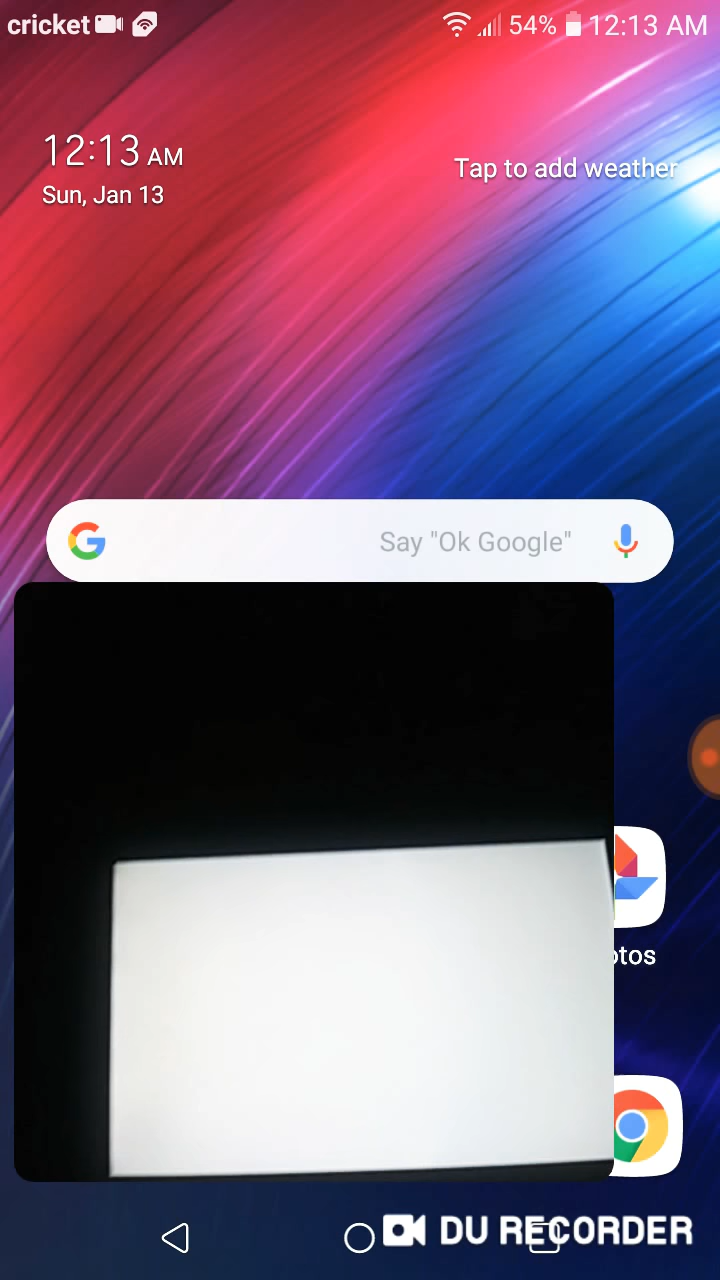 cricket 54% 12:13 AM
12:13 AM
Tap to add weather
Sun, Jan 13
Say "Ok Google"
otos
DU RECORDER